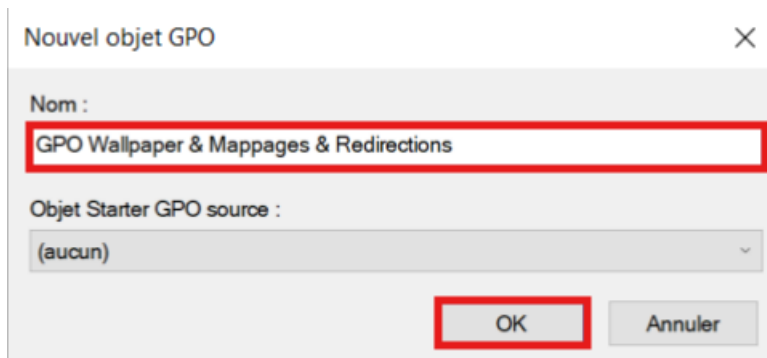 Nouvel objet GPO
Nom :
GPO Wallpaper & Mappages & Redirections
Objet Starter GPO source :
(aucun)
OK Annuler